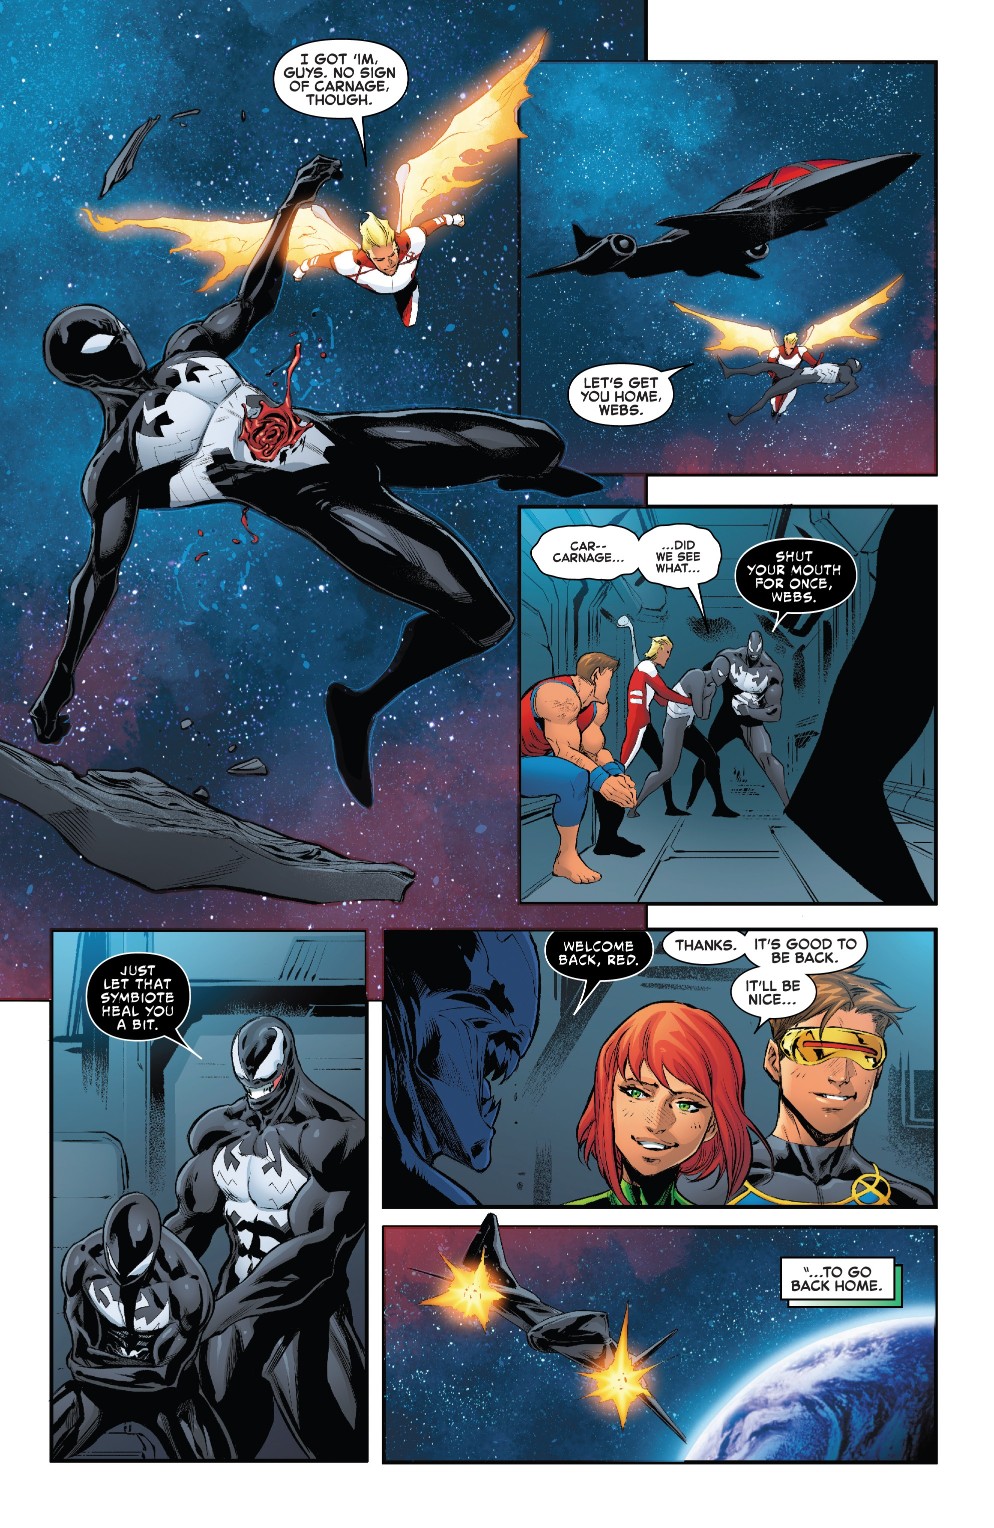 I GOT 'IM,
GUYS. NO SIGN
OF CARNAGE,
THOUGH.
LET'S GET
YOU HOME,
WEBS.
CAR--
CARNAGE...
...DID
WE SEE
WHAT...
SHUT
YOUR MOUTH
FOR ONCE,
WEBS.
JUST
LET THAT
SYMBIOTE
HEAL YOU
A BIT.
WELCOME
BACK, RED.
THANKS.
IT'S GOOD TO
BE BACK.
IT'LL BE
NICE...
"...TO GO
BACK HOME.